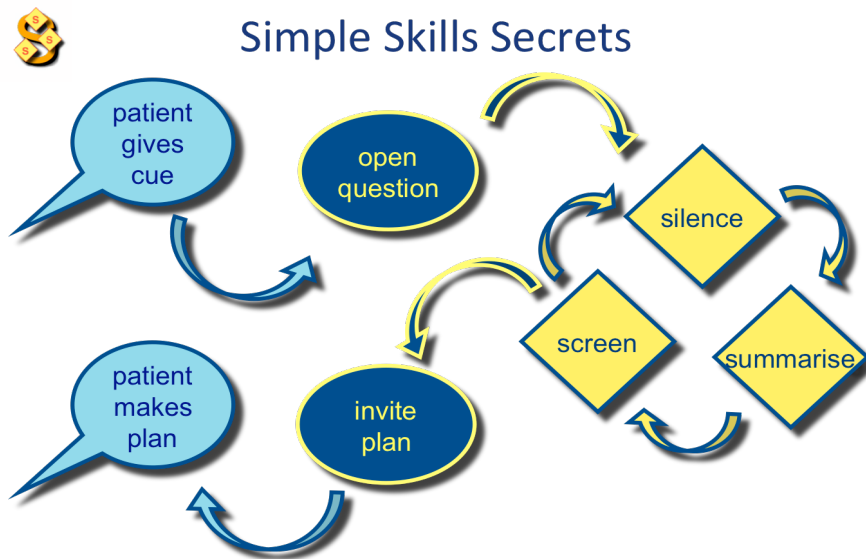 Simple Skills Secrets
S
S
S
patient
gives
cue
open
question
silence
summarise
screen
invite
plan
patient
makes
plan